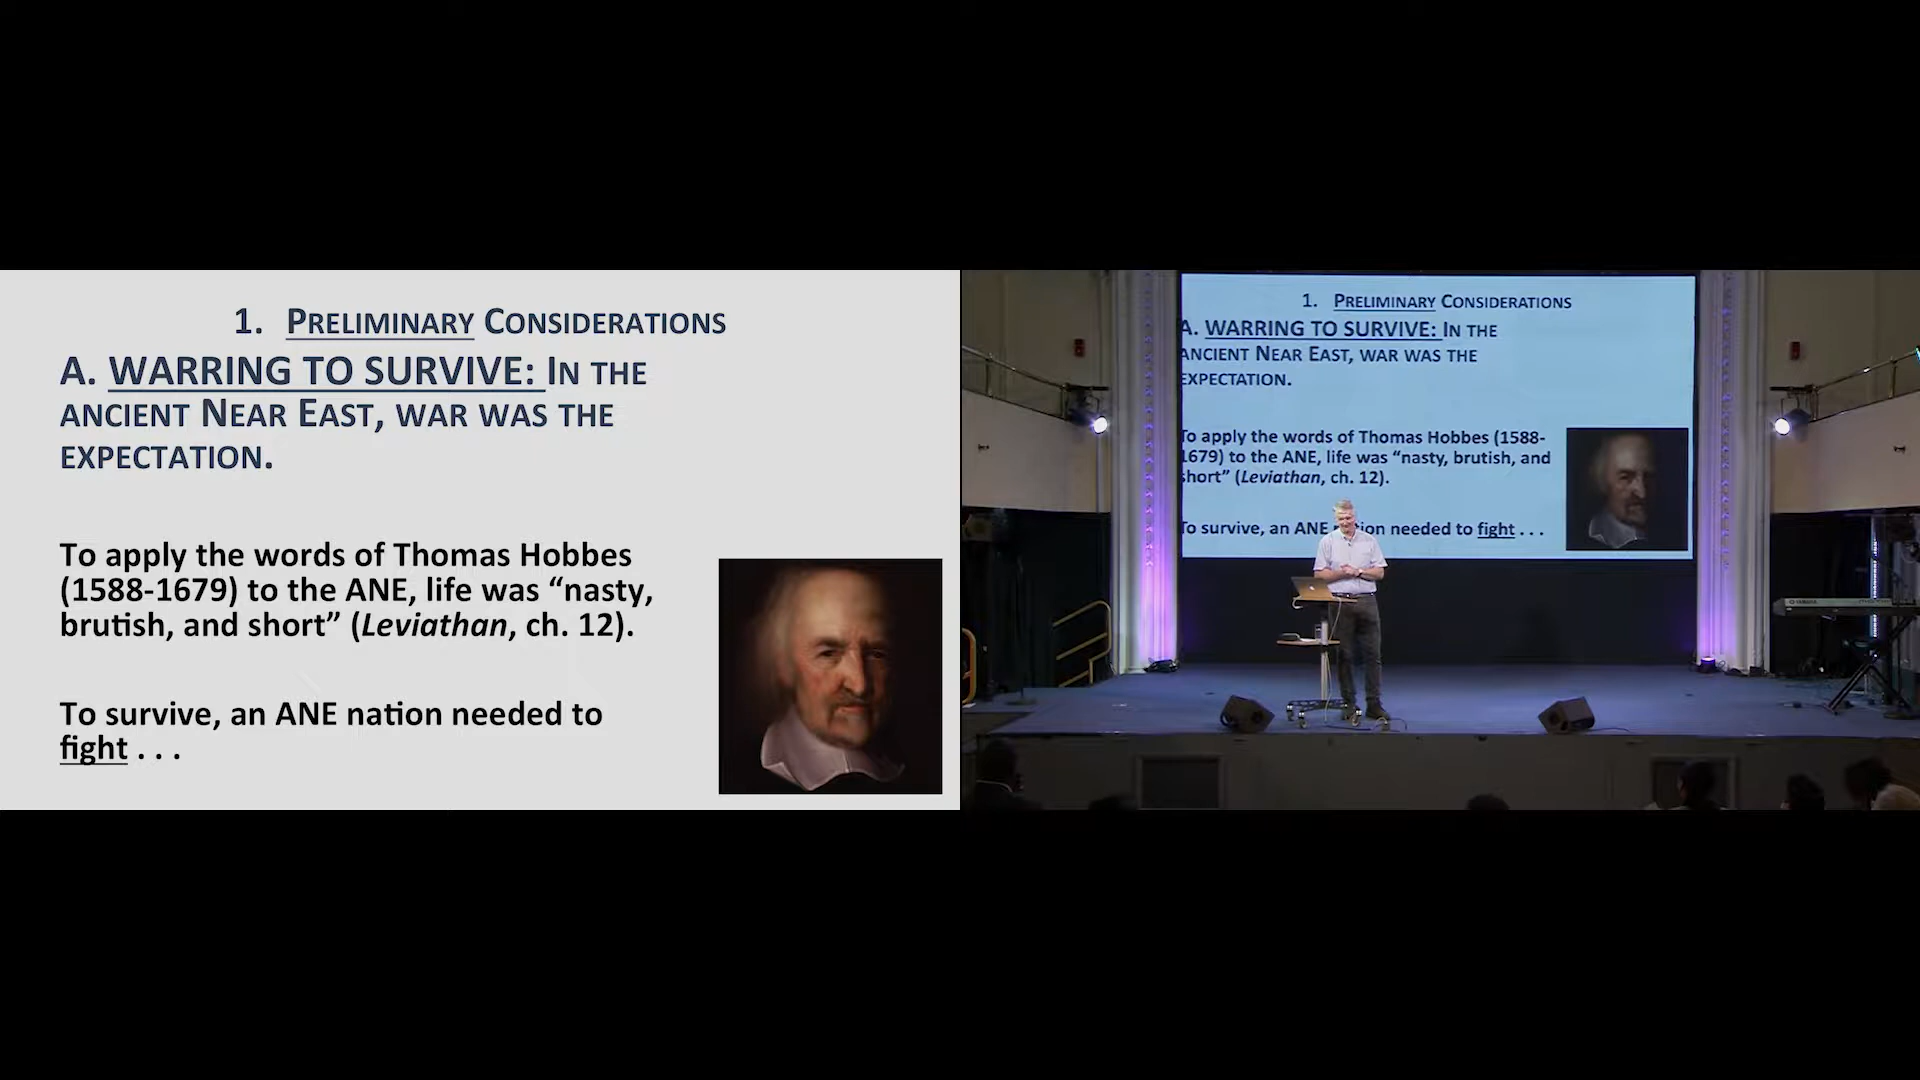 1. PRELIMINARY CONSIDERATIONS
A. WARRING TO SURVIVE: IN THE
ANCIENT NEAR EAST, WAR WAS THE
EXPECTATION.
To apply the words of Thomas Hobbes
(1588-1679) to the ANE, life was “nasty,
brutish, and short” (Leviathan, ch. 12).
To survive, an ANE nation needed to
fight . . .
1. PRELIMINARY CONSIDERATIONS
A. WARRING TO SURVIVE: IN THE
ANCIENT NEAR EAST, WAR WAS THE
EXPECTATION.
To apply the words of Thomas Hobbes (1588-
1679) to the ANE, life was “nasty, brutish, and
short” (Leviathan, ch. 12).
To survive, an ANE nation needed to fight . . .
YAMAHA